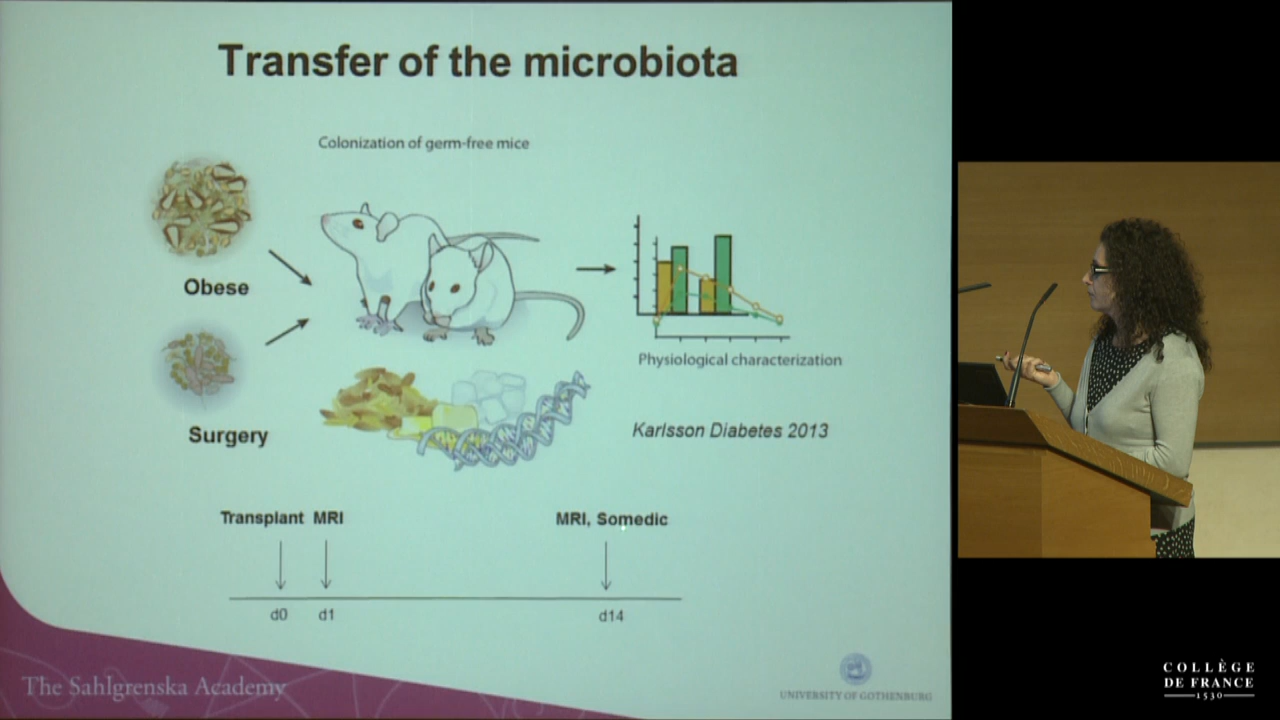 Transfer of the microbiota
Colonization of germ-free mice
Obese
Surgery
Physiological characterization
Karlsson Diabetes 2013
Transplant MRI
MRI, Somedic
d0 d1 d14
The Sahlgrenska Academy
UNIVERSITY OF GOTHENBURG
COLLÈGE
DE FRANCE
1530